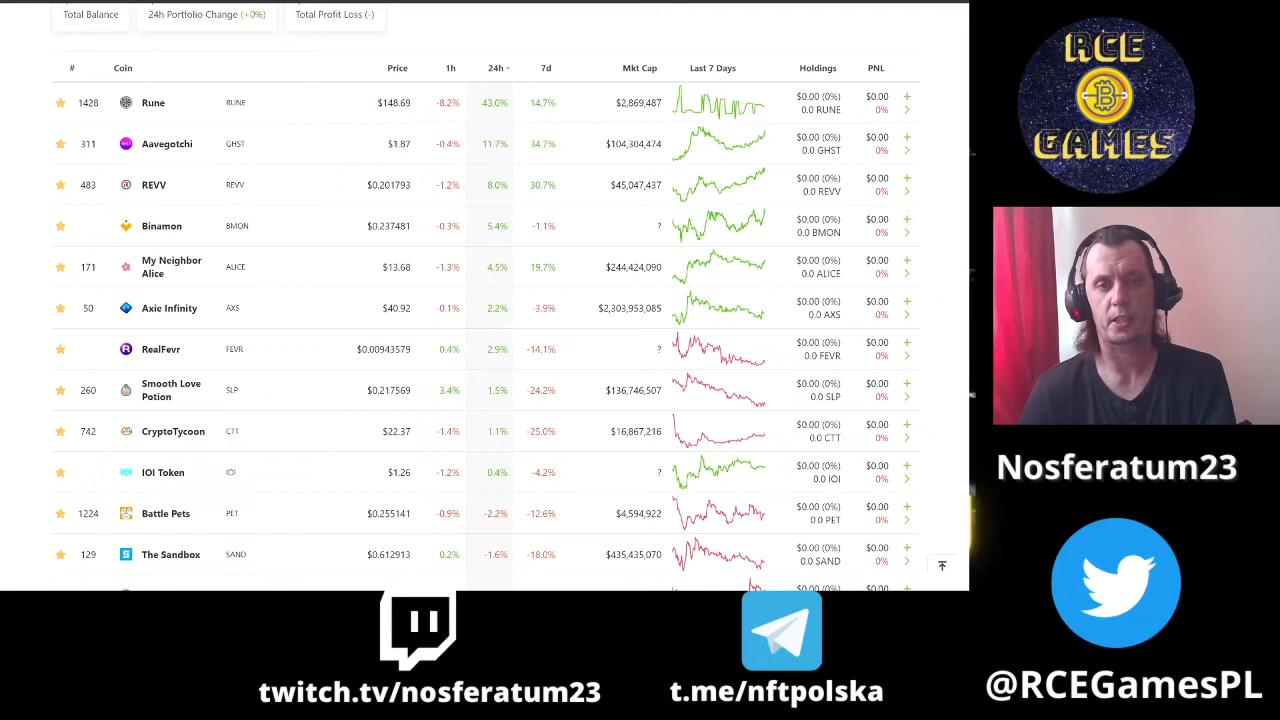 Total Balance
24h Portfolio Change (+0%)
Total Profit Loss (-)
# Coin Price 1h 24h 7d Mkt Cap Last 7 Days Holdings PNL
1428 Rune RUNE $148.69 -8.2% 43.0% 14.7% $2,869,487 $0.00 (0%) $0.00 +
0.0 RUNE 0%
311 Aavegotchi GHST $1.87 -0.4% 11.7% 34.7% $104,304,474 $0.00 (0%) $0.00 +
0.0 GHST 0%
483 REVV REVV $0.201793 -1.2% 8.0% 30.7% $45,047,437 $0.00 (0%) $0.00 +
0.0 REVV 0%
Binamon BMON $0.237481 -0.3% 5.4% -1.1% ? $0.00 (0%) $0.00 +
0.0 BMON 0%
171 My Neighbor Alice ALICE $13.68 -1.3% 4.5% 19.7% $244,424,090 $0.00 (0%) $0.00 +
0.0 ALICE 0%
50 Axie Infinity AXS $40.92 -0.1% 2.2% -3.9% $2,303,953,085 $0.00 (0%) $0.00 +
0.0 AXS 0%
RealFevr FEVR $0.00943579 0.4% 2.9% -14.1% ? $0.00 (0%) $0.00 +
0.0 FEVR 0%
260 Smooth Love Potion SLP $0.217569 3.4% 1.5% -24.2% $136,746,507 $0.00 (0%) $0.00 +
0.0 SLP 0%
742 CryptoTycoon CTT $22.37 -1.4% 1.1% -25.0% $16,867,216 $0.00 (0%) $0.00 +
0.0 CTT 0%
IOI Token IOI $1.26 -1.2% 0.4% -4.2% ? $0.00 (0%) $0.00 +
0.0 IOI 0%
1224 Battle Pets PET $0.255141 -0.9% -2.2% -12.6% $4,594,922 $0.00 (0%) $0.00 +
0.0 PET 0%
129 The Sandbox SAND $0.612913 0.2% -1.6% -18.0% $435,435,070 $0.00 (0%) $0.00 +
0.0 SAND 0%
RCE
GAMES
Nosferatum23
twitch.tv/nosferatum23
t.me/nftpolska
@RCEGamesPL